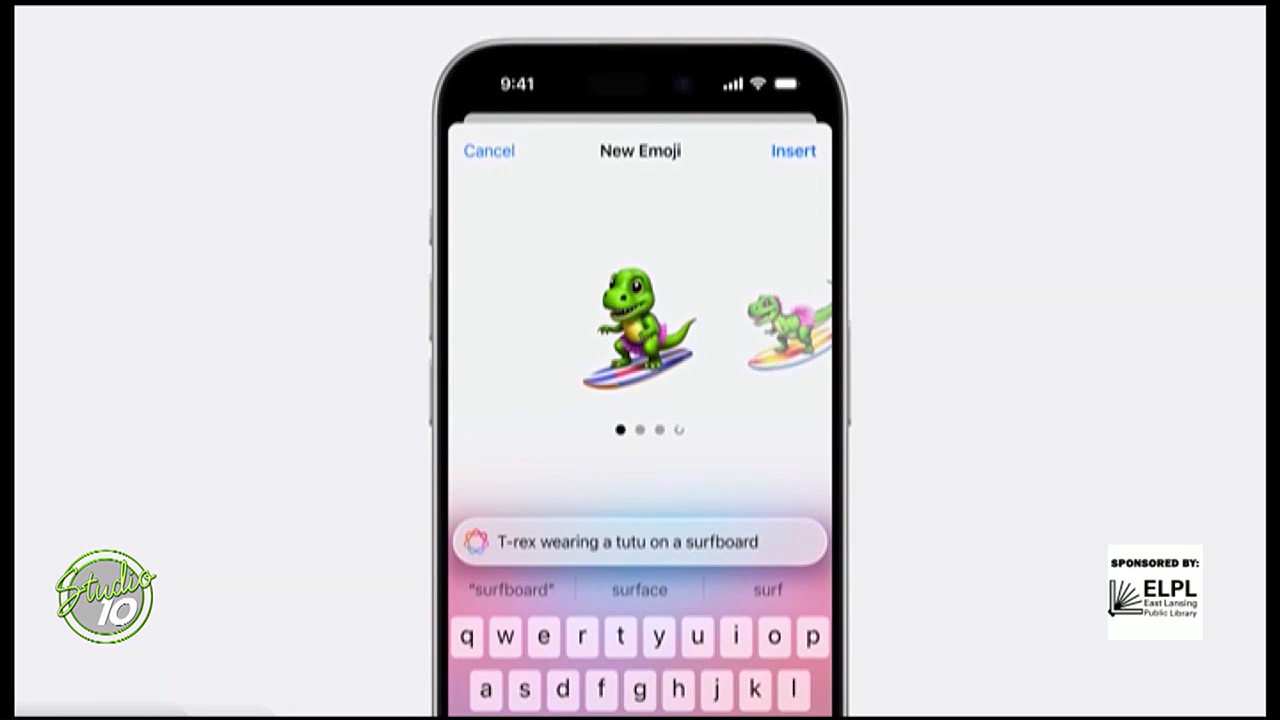 9:41
Cancel
New Emoji
Insert
T-rex wearing a tutu on a surfboard
"surfboard"
surface
surf
q w e r t y u i o p
a s d f g h j k l
Studio
10
SPONSORED BY:
ELPL
East Lansing
Public Library